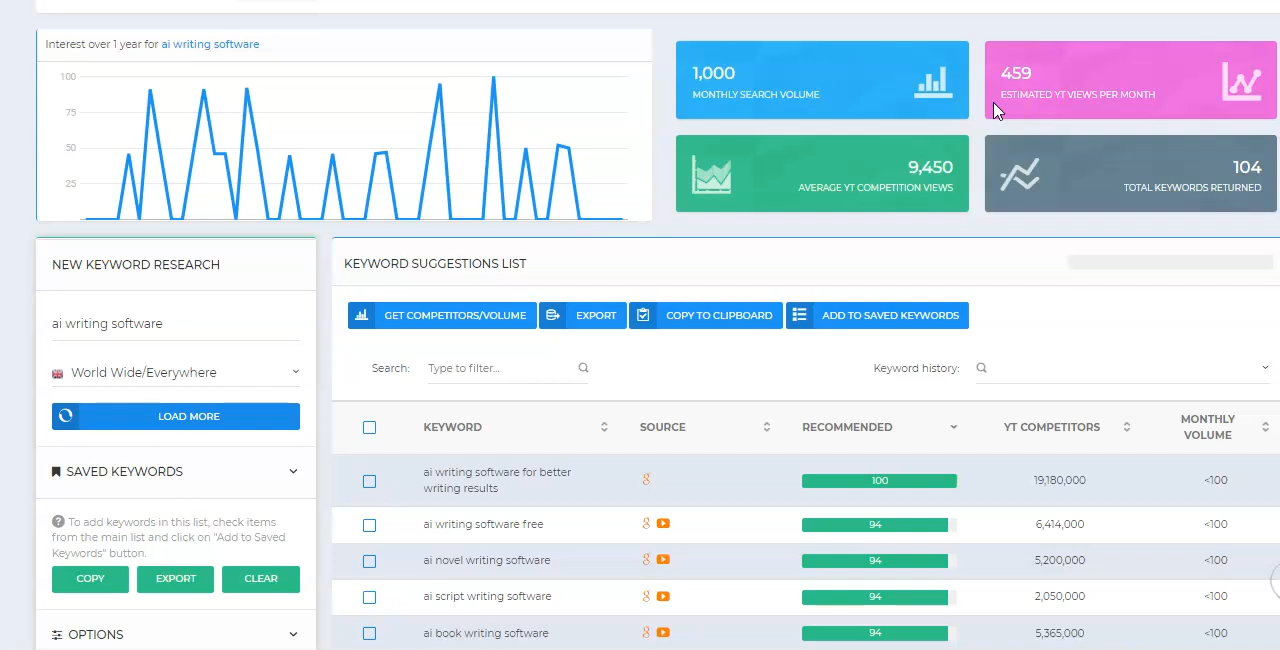 Interest over 1 year for ai writing software
100
75
50
25
1,000
MONTHLY SEARCH VOLUME
459
ESTIMATED YT VIEWS PER MONTH
9,450
AVERAGE YT COMPETITION VIEWS
104
TOTAL KEYWORDS RETURNED
NEW KEYWORD RESEARCH
ai writing software
World Wide/Everywhere
LOAD MORE
SAVED KEYWORDS
To add keywords in this list, check items
from the main list and click on "Add to Saved
Keywords" button.
COPY EXPORT CLEAR
OPTIONS
KEYWORD SUGGESTIONS LIST
GET COMPETITORS/VOLUME EXPORT COPY TO CLIPBOARD ADD TO SAVED KEYWORDS
Search: Type to filter... Keyword history:
KEYWORD SOURCE RECOMMENDED YT COMPETITORS MONTHLY
VOLUME
ai writing software for better
writing results 100 19,180,000 <100
ai writing software free 94 6,414,000 <100
ai novel writing software 94 5,200,000 <100
ai script writing software 94 2,050,000 <100
ai book writing software 94 5,365,000 <100